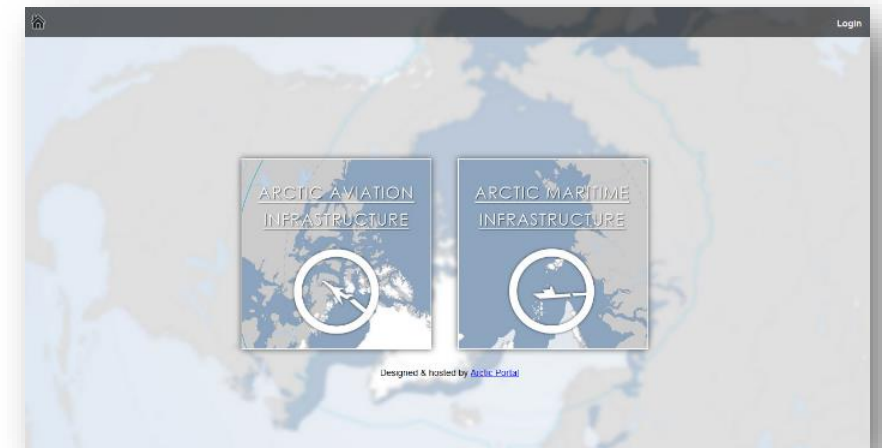 Login
ARCTIC AVIATION
INFRASTRUCTURE
ARCTIC MARITIME
INFRASTRUCTURE
Designed & hosted by Arctic Portal